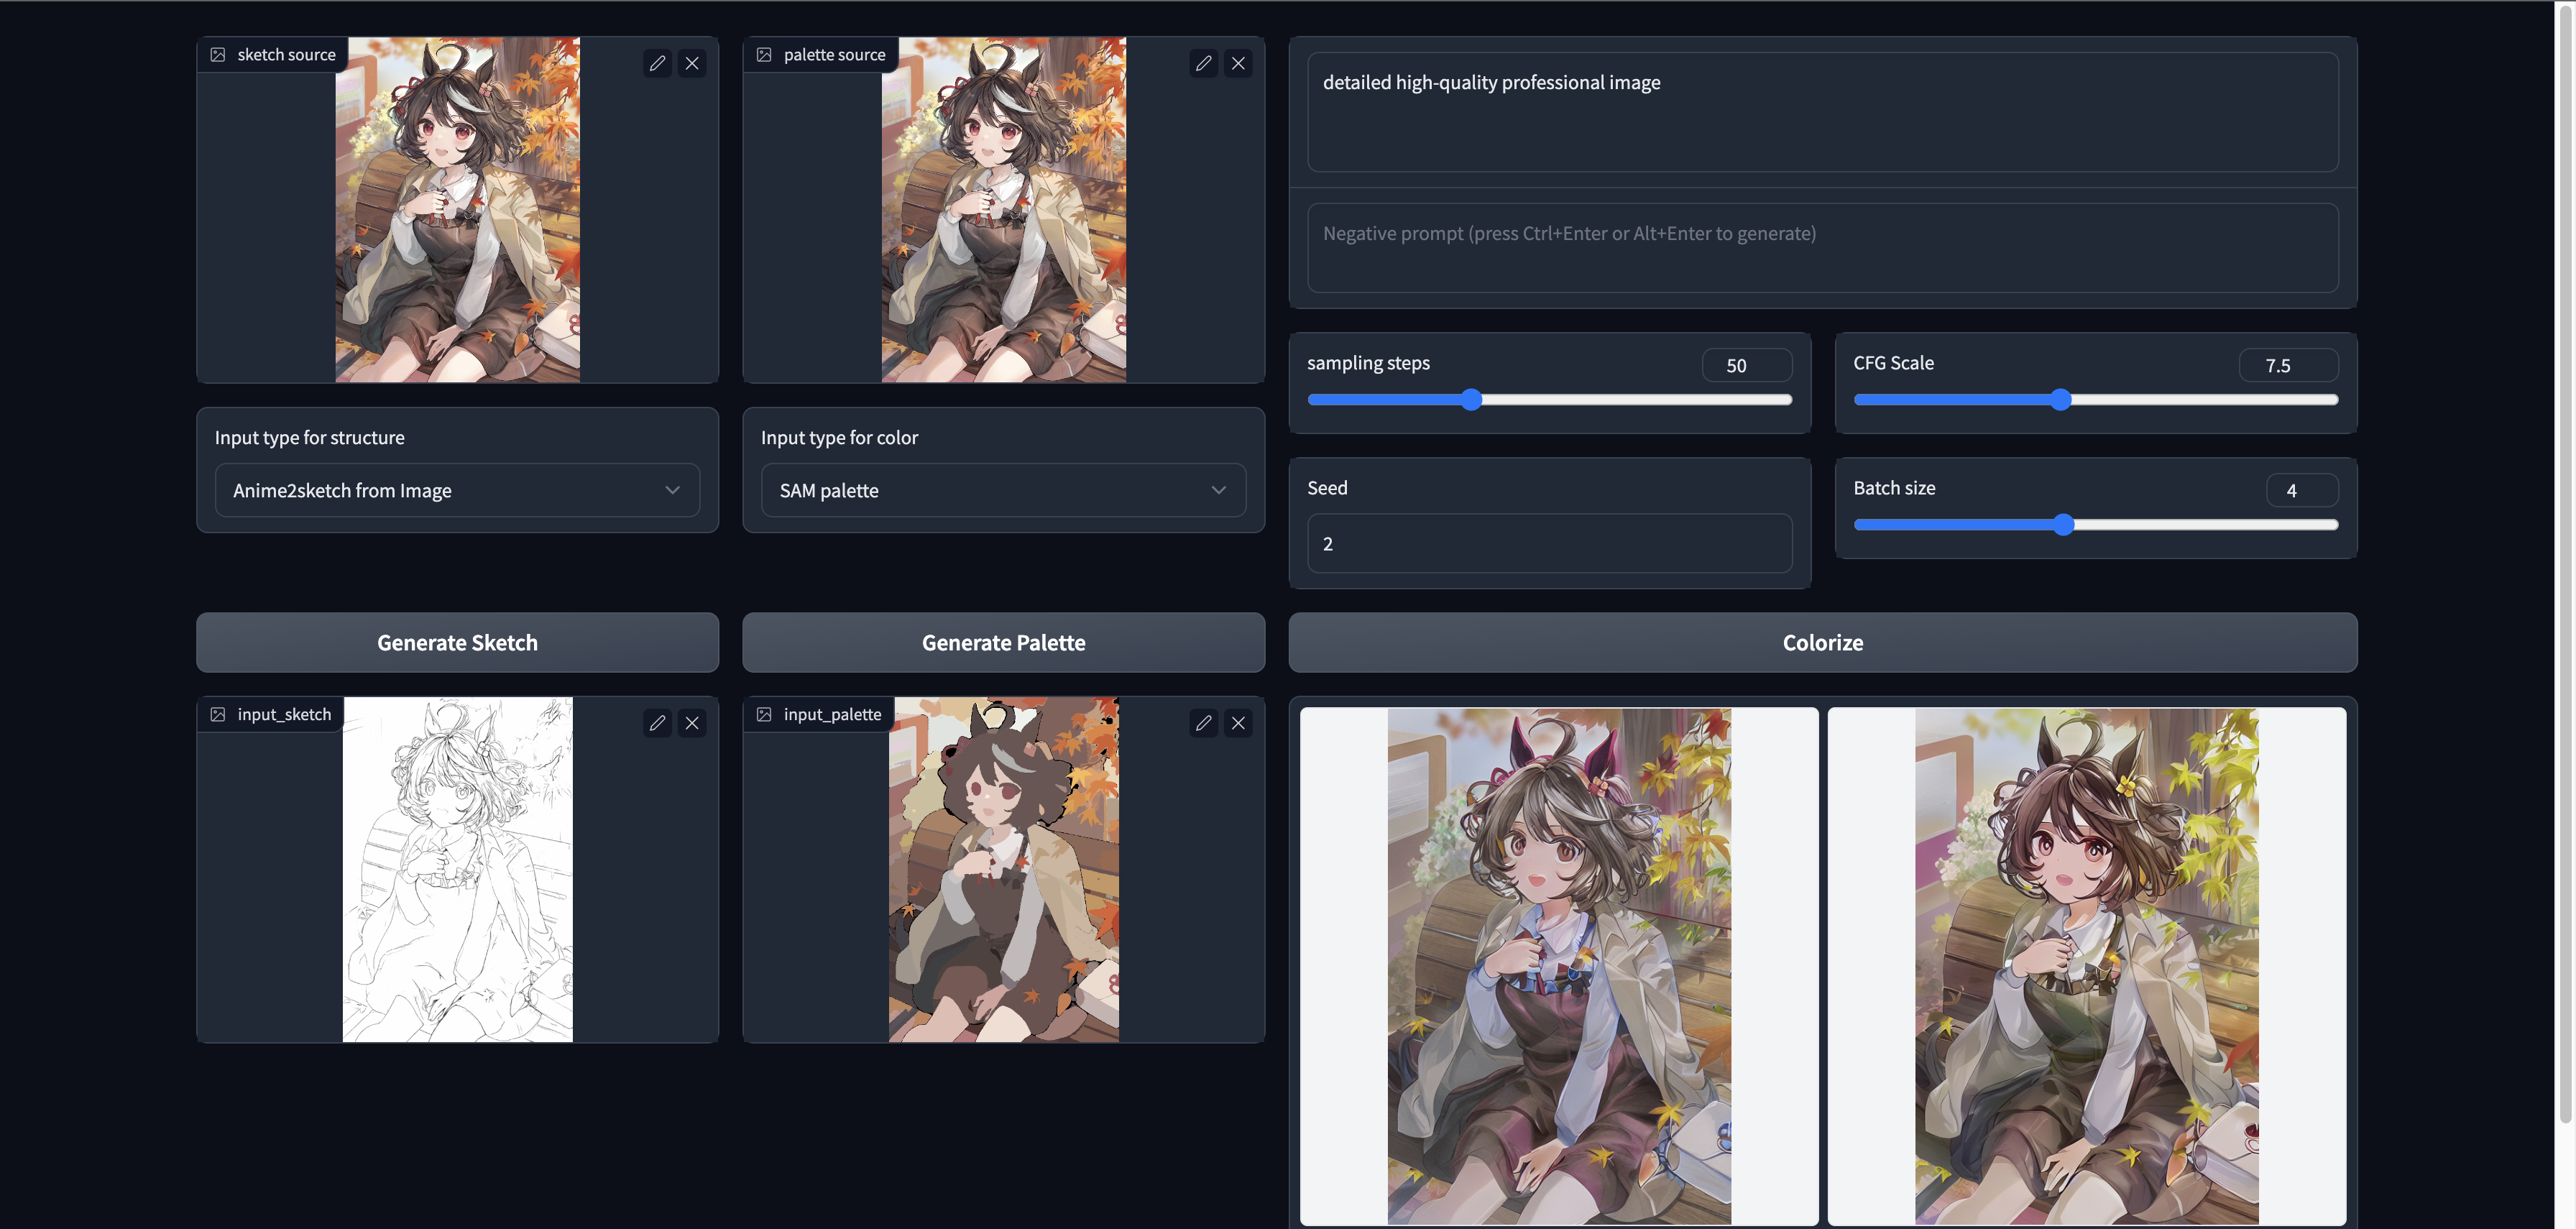 sketch source
palette source
detailed high-quality professional image
Negative prompt (press Ctrl+Enter or Alt+Enter to generate)
sampling steps
50
CFG Scale
7.5
Input type for structure
Anime2sketch from Image
Input type for color
SAM palette
Seed
2
Batch size
4
Generate Sketch
Generate Palette
Colorize
input_sketch
input_palette